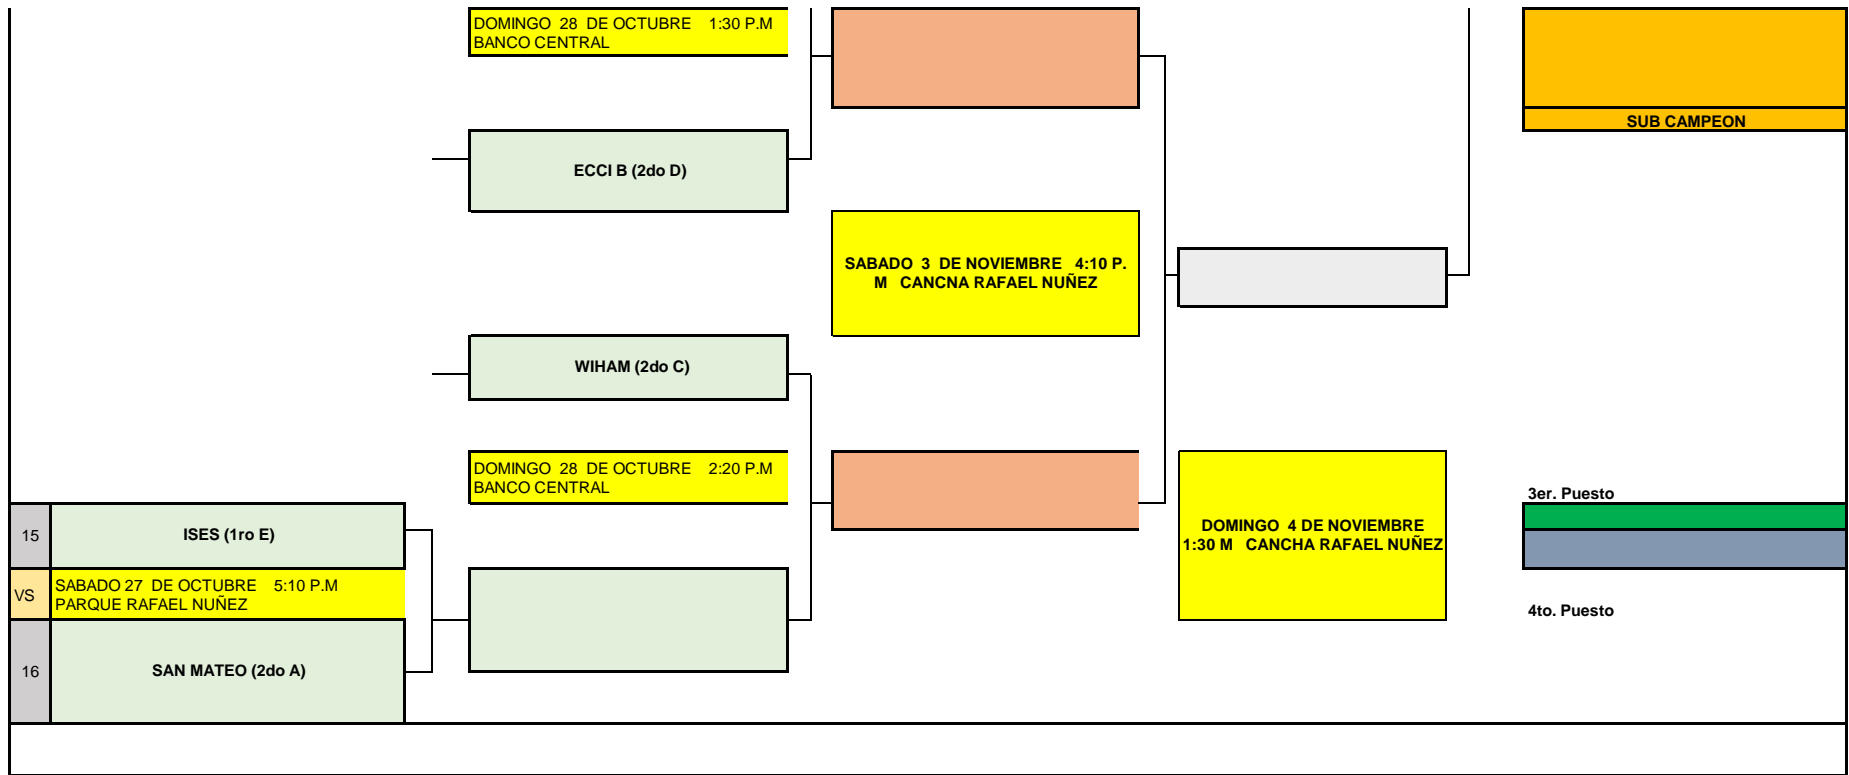 DOMINGO 28 DE OCTUBRE 1:30 P.M
BANCO CENTRAL
SUB CAMPEON
ECCI B (2do D)
SABADO 3 DE NOVIEMBRE 4:10 P.
M CANCNA RAFAEL NUÑEZ
WIHAM (2do C)
DOMINGO 28 DE OCTUBRE 2:20 P.M
BANCO CENTRAL
3er. Puesto
15 ISES (1ro E)
DOMINGO 4 DE NOVIEMBRE
1:30 M CANCHA RAFAEL NUÑEZ
VS SABADO 27 DE OCTUBRE 5:10 P.M
PARQUE RAFAEL NUÑEZ
4to. Puesto
16 SAN MATEO (2do A)